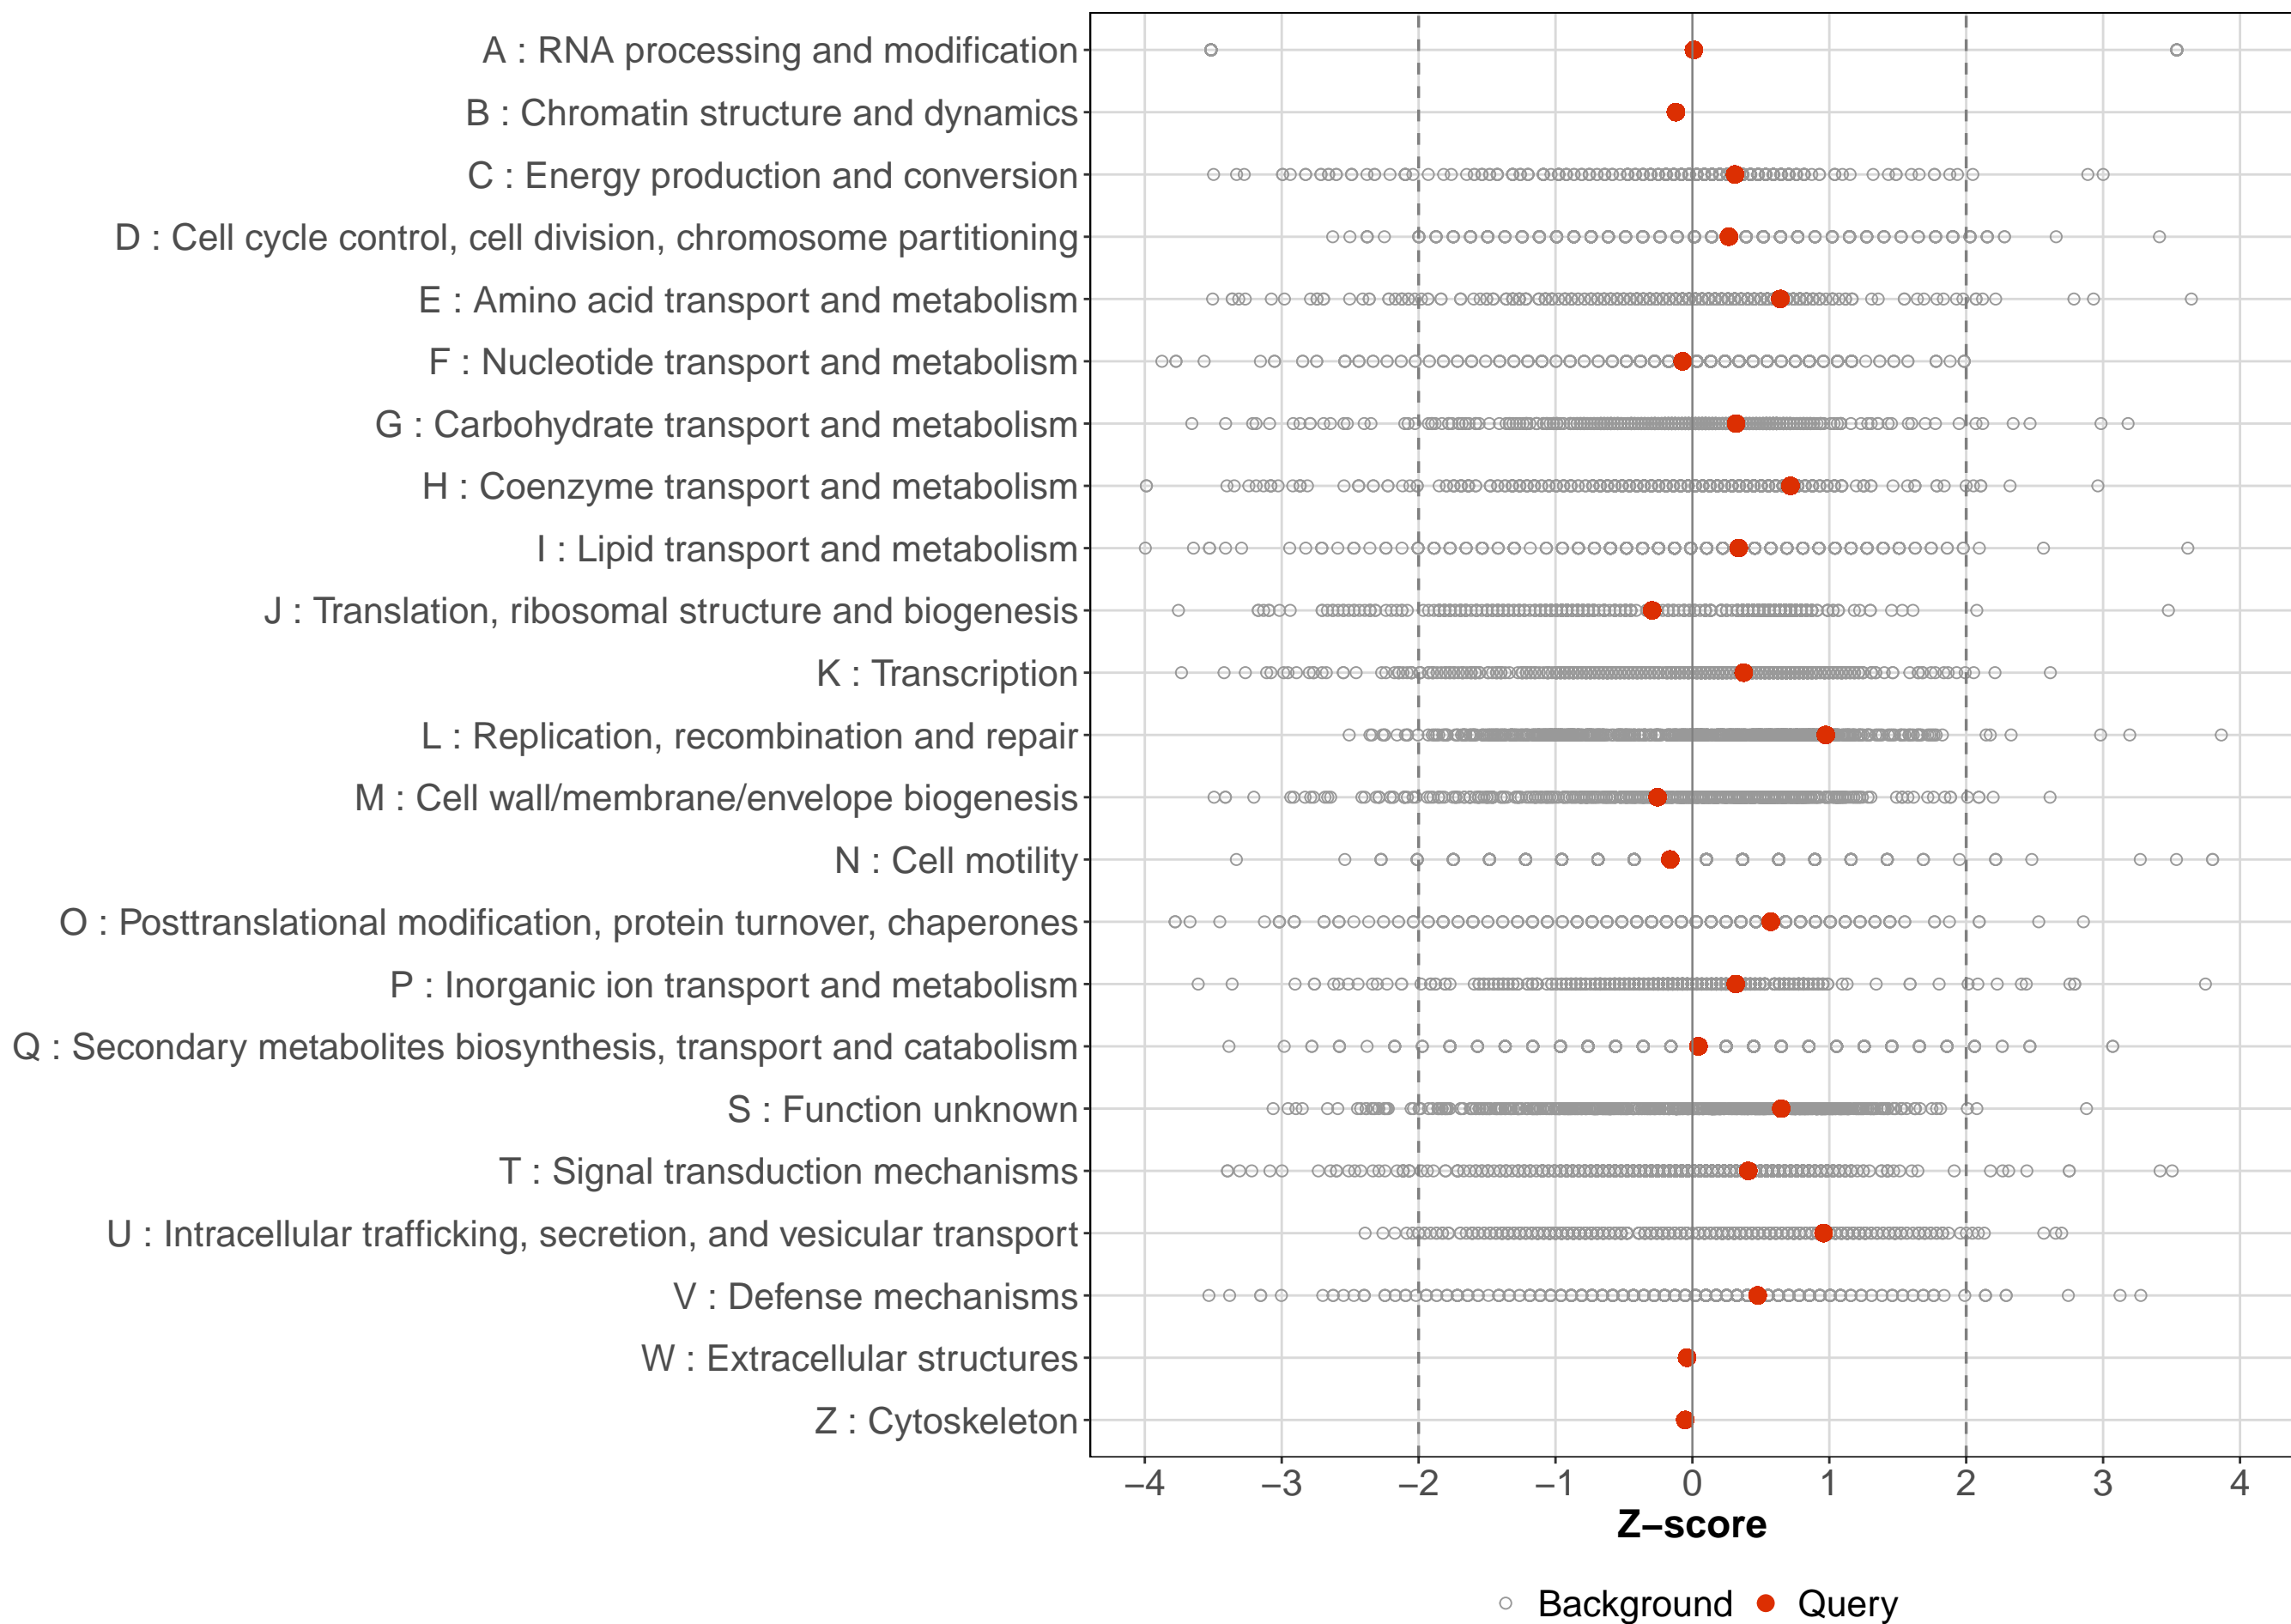 A : RNA processing and modification
B : Chromatin structure and dynamics
C : Energy production and conversion
D : Cell cycle control, cell division, chromosome partitioning
E : Amino acid transport and metabolism
F : Nucleotide transport and metabolism
G : Carbohydrate transport and metabolism
H : Coenzyme transport and metabolism
I : Lipid transport and metabolism
J : Translation, ribosomal structure and biogenesis
K : Transcription
L : Replication, recombination and repair
M : Cell wall/membrane/envelope biogenesis
N : Cell motility
O : Posttranslational modification, protein turnover, chaperones
P : Inorganic ion transport and metabolism
Q : Secondary metabolites biosynthesis, transport and catabolism
S : Function unknown
T : Signal transduction mechanisms
U : Intracellular trafficking, secretion, and vesicular transport
V : Defense mechanisms
W : Extracellular structures
Z : Cytoskeleton
−4 −3 −2 −1 0 1 2 3 4
Z−score
Background Query